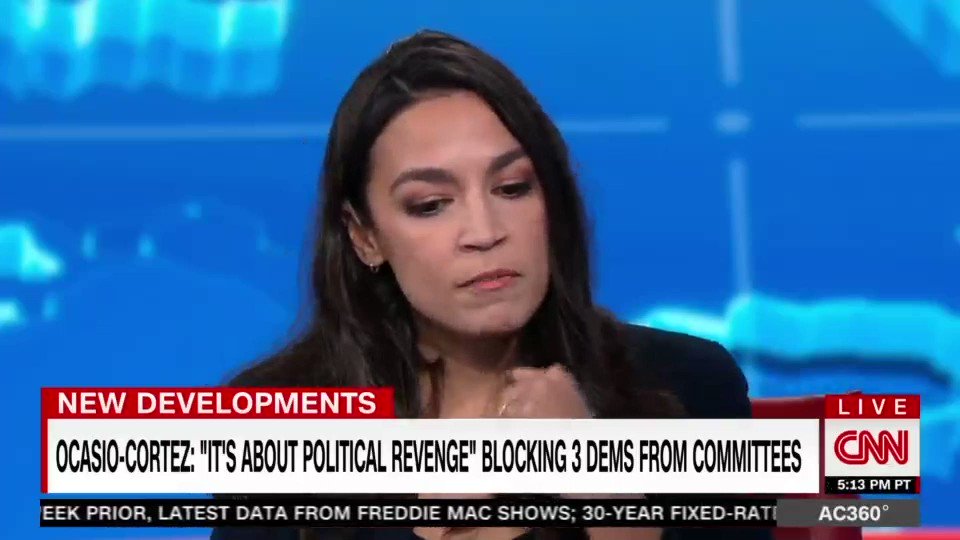 NEW DEVELOPMENTS
OCASIO-CORTEZ: "IT'S ABOUT POLITICAL REVENGE" BLOCKING 3 DEMS FROM COMMITTEES
LIVE
CNN
5:13 PM PT
EEK PRIOR, LATEST DATA FROM FREDDIE MAC SHOWS; 30-YEAR FIXED-RAT
AC360°